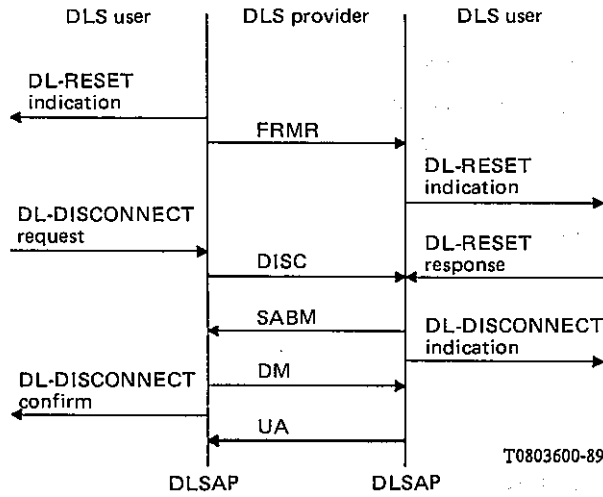 DLS user DLS provider DLS user
DL-RESET
indication
FRMR
DL-RESET
indication
DL-DISCONNECT
request
DL-RESET
response
DISC
SABM
DL-DISCONNECT
indication
DM
DL-DISCONNECT
confirm
UA
T0803600-89
DLSAP DLSAP